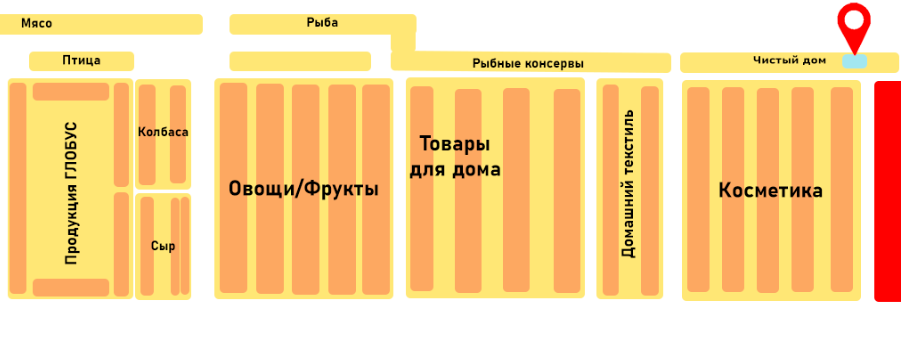 Мясо
Рыба
Птица
Рыбные консервы
Чистый дом
Продукция ГЛОБУС
Колбаса
Сыр
Овощи/Фрукты
Товары
для дома
Домашний текстиль
Косметика